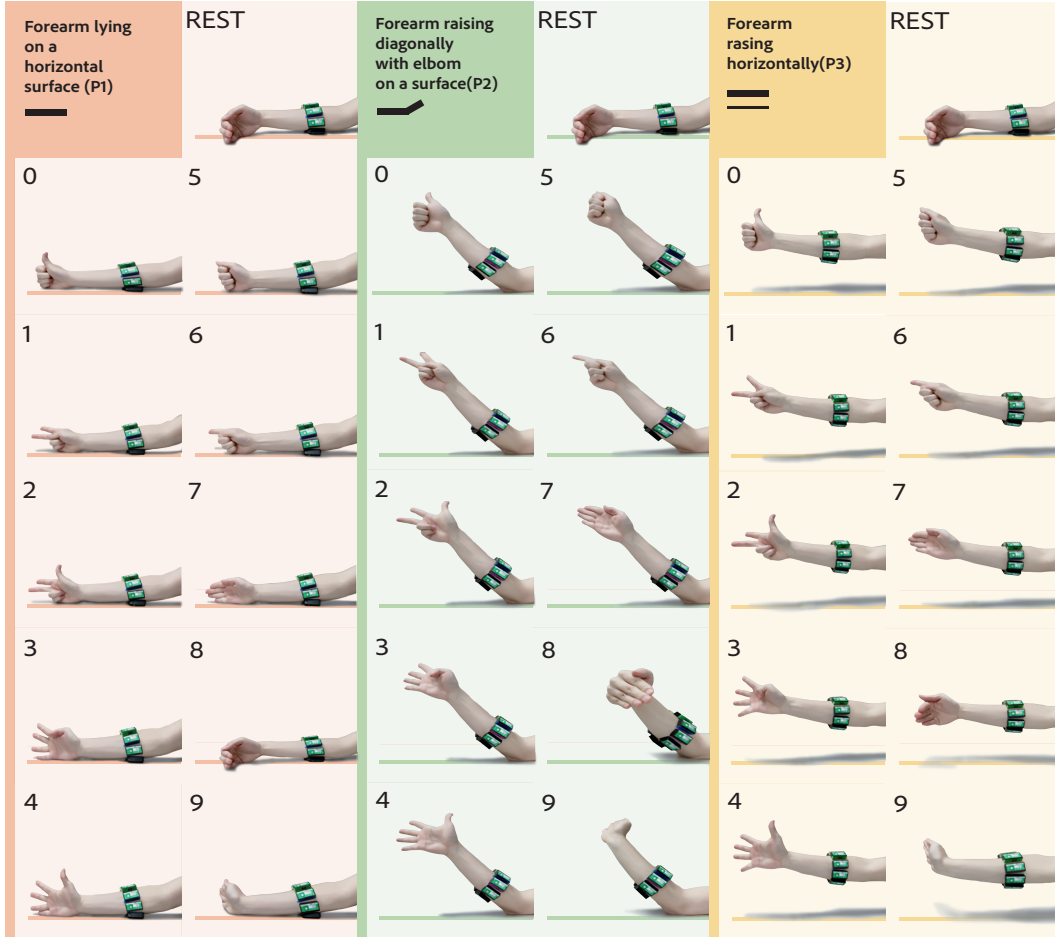 Forearm lying
on a
horizontal
surface (P1)
REST
0
5
1
6
2
7
3
8
4
9
Forearm raising
diagonally
with elbom
on a surface(P2)
REST
0
5
1
6
2
7
3
8
4
9
Forearm
rasing
horizontally(P3)
REST
0
5
1
6
2
7
3
8
4
9